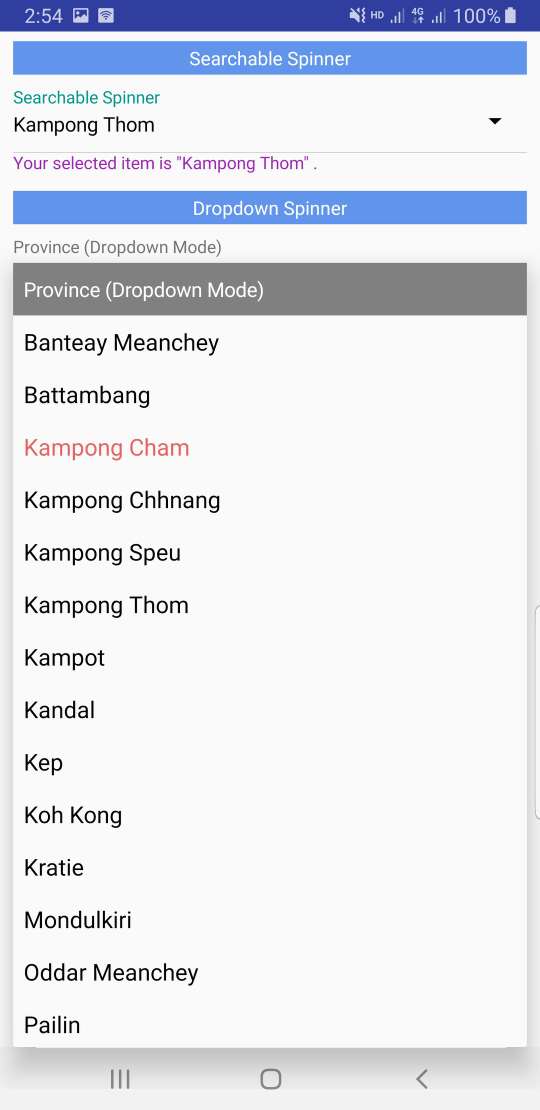 2:54 HD 4G 100%
Searchable Spinner
Searchable Spinner
Kampong Thom
Your selected item is "Kampong Thom" .
Dropdown Spinner
Province (Dropdown Mode)
Province (Dropdown Mode)
Banteay Meanchey
Battambang
Kampong Cham
Kampong Chhnang
Kampong Speu
Kampong Thom
Kampot
Kandal
Kep
Koh Kong
Kratie
Mondulkiri
Oddar Meanchey
Pailin